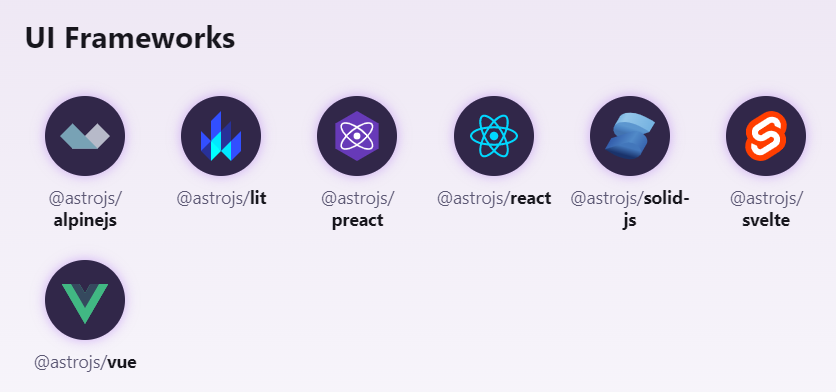 UI Frameworks
@astrojs/
alpinejs
@astrojs/lit
@astrojs/
preact
@astrojs/react
@astrojs/solid-
js
@astrojs/
svelte
@astrojs/vue